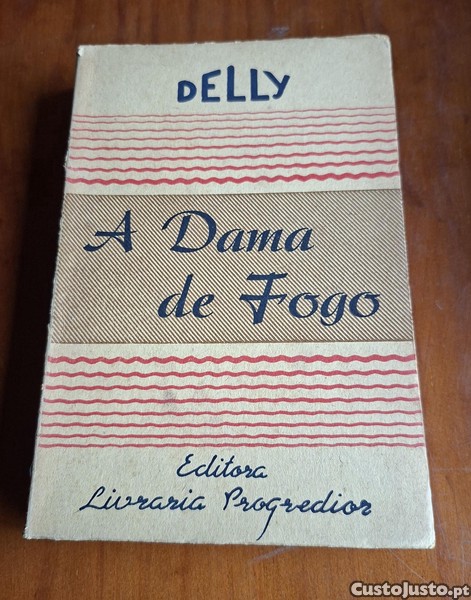 DELLY
A Dama
de Fogo
Editora
Livraria Progredior
CustoJusto.pt